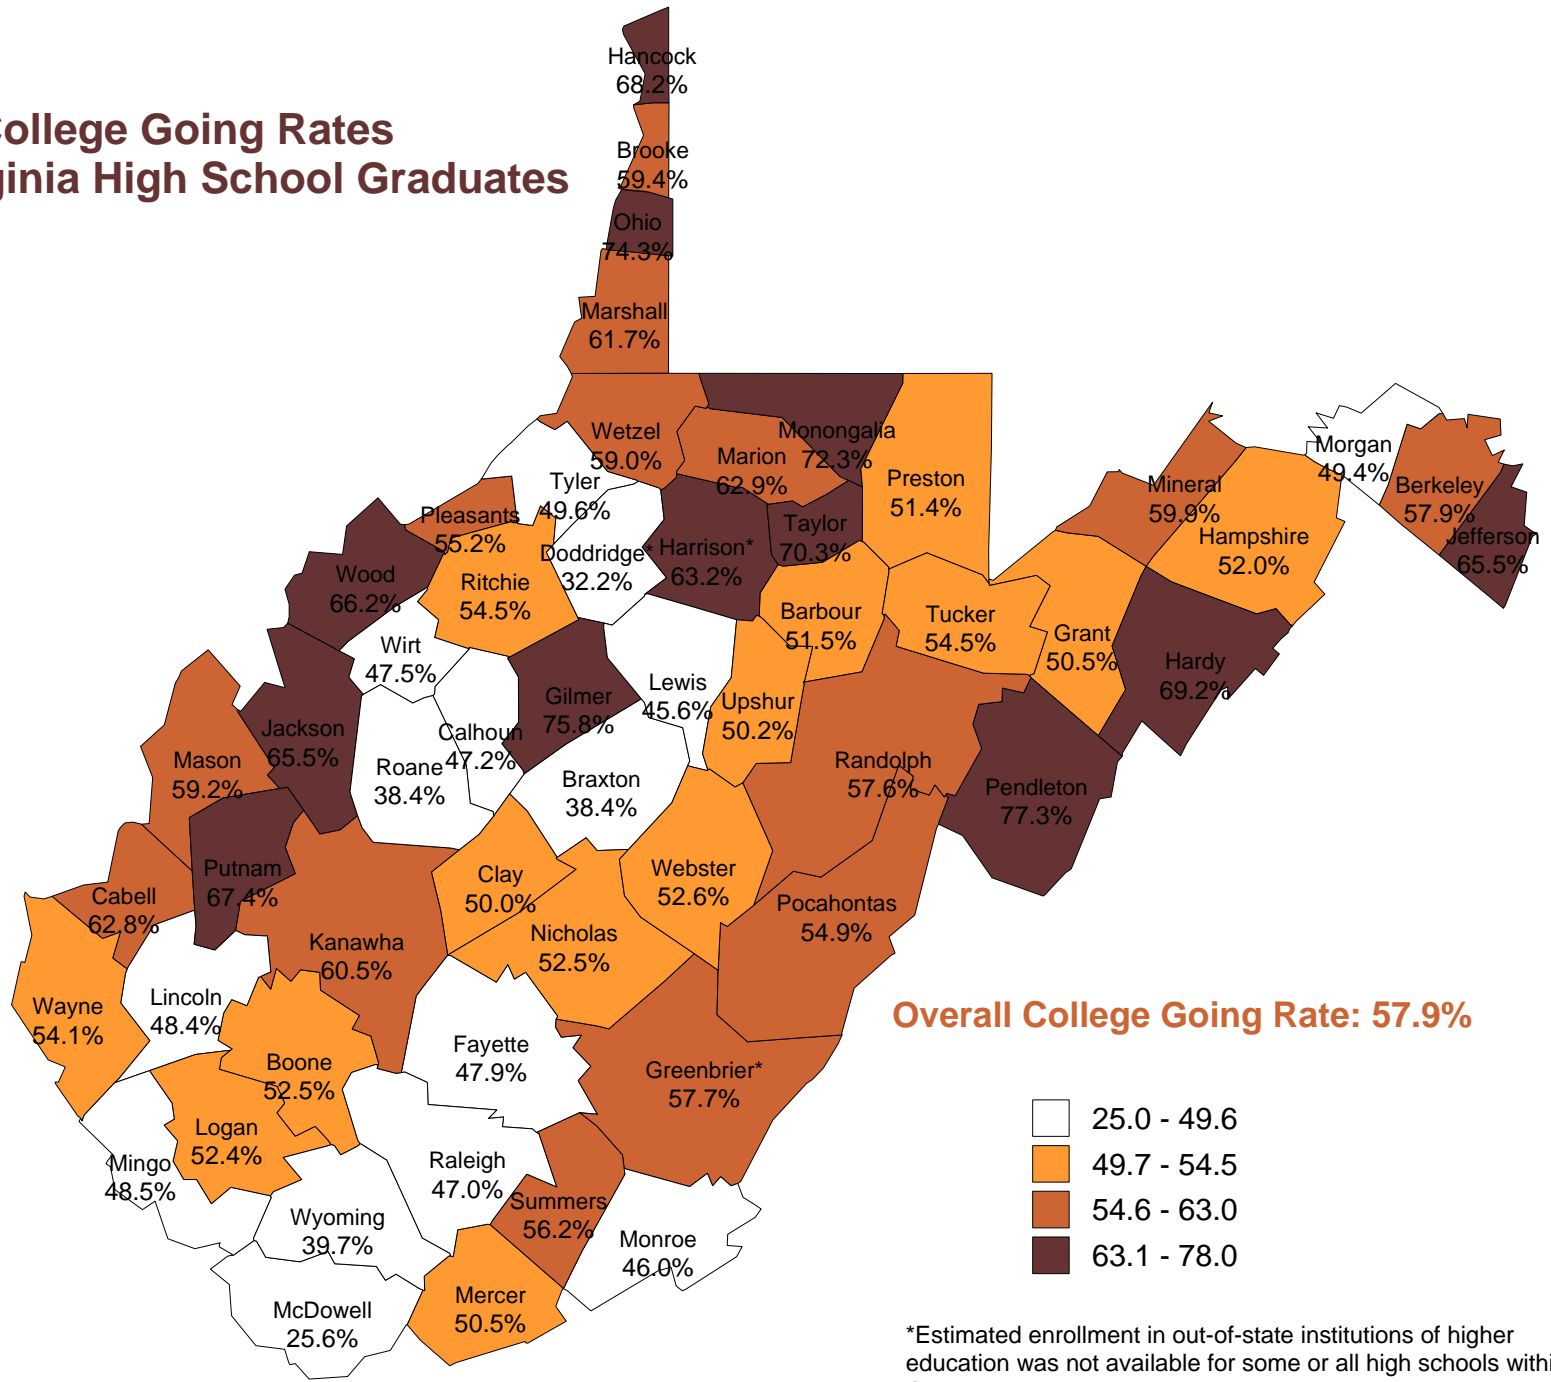 Hancock
68.2%
College Going Rates
ginia High School Graduates
Brooke
59.4%
Ohio
74.3%
Marshall
61.7%
Wetzel
59.0%
Monongalia
72.3%
Marion
62.9%
Preston
51.4%
Morgan
49.4%
Mineral
59.9%
Berkeley
57.9%
Jefferson
65.5%
Hampshire
52.0%
Tyler
49.6%
Pleasants
55.2%
Doddridge*
32.2%
Harrison*
63.2%
Taylor
70.3%
Wood
66.2%
Ritchie
54.5%
Barbour
51.5%
Tucker
54.5%
Grant
50.5%
Hardy
69.2%
Wirt
47.5%
Lewis
45.6%
Gilmer
75.8%
Upshur
50.2%
Jackson
65.5%
Calhoun
47.2%
Mason
59.2%
Roane
38.4%
Braxton
38.4%
Randolph
57.6%
Pendleton
77.3%
Putnam
67.4%
Clay
50.0%
Webster
52.6%
Cabell
62.8%
Pocahontas
54.9%
Kanawha
60.5%
Nicholas
52.5%
Wayne
54.1%
Lincoln
48.4%
Overall College Going Rate: 57.9%
Boone
52.5%
Fayette
47.9%
Greenbrier*
57.7%
Logan
52.4%
Mingo
48.5%
Raleigh
47.0%
Summers
56.2%
Wyoming
39.7%
Monroe
46.0%
McDowell
25.6%
Mercer
50.5%
25.0 - 49.6
49.7 - 54.5
54.6 - 63.0
63.1 - 78.0
*Estimated enrollment in out-of-state institutions of higher
education was not available for some or all high schools withi